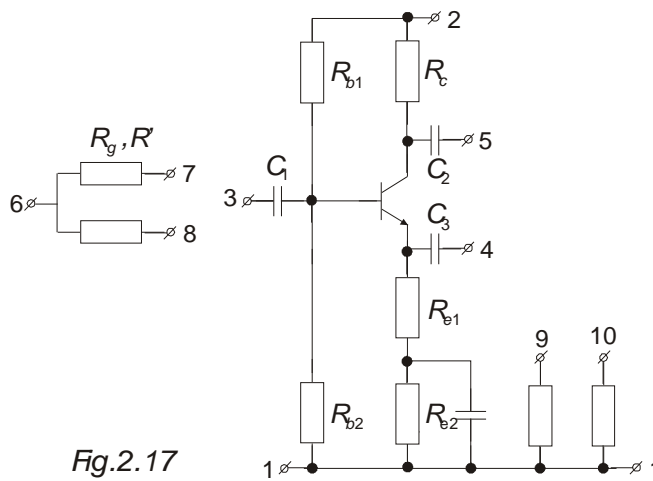 2
R_b1
R_c
R_g , R'
5
7
C_1
C_2
3
6
C_3
8
4
R_e1
9
10
R_b2
R_e2
Fig.2.17
1
1